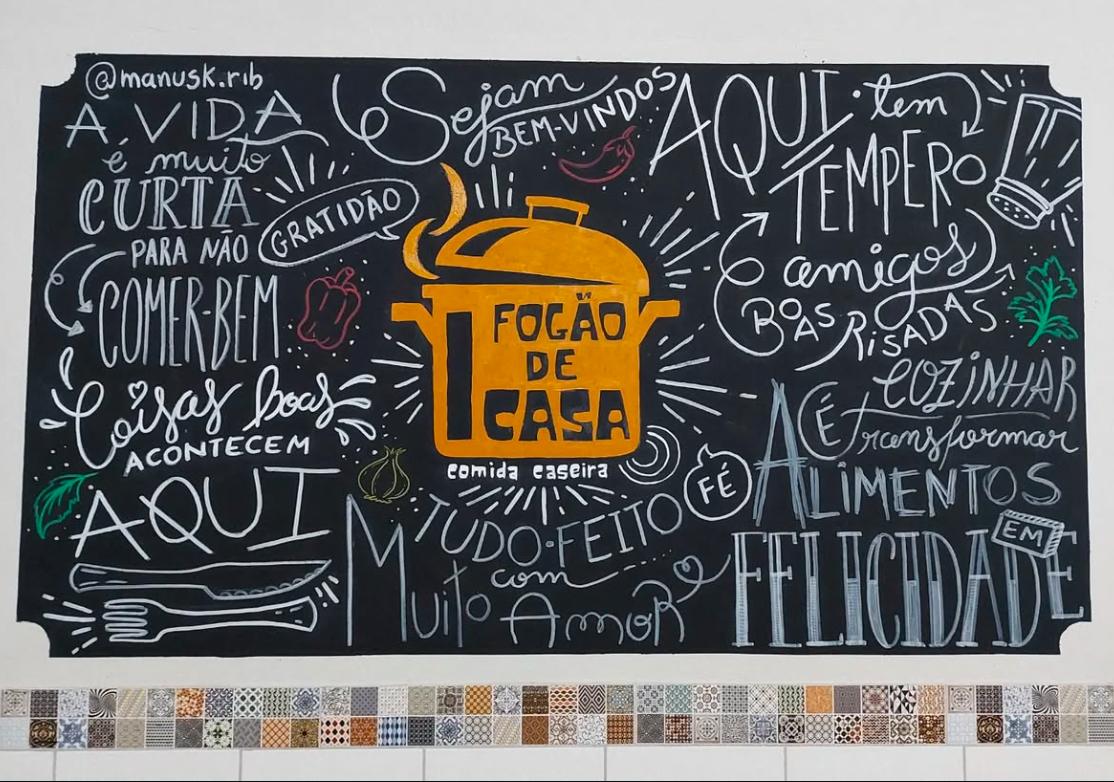 @manusk.rib
A VIDA
é muito
CURTA
PARA NÃO
COMER-BEM
GRATIDÃO
Coisas boas
ACONTECEM
AQUI
Sejam
BEM-VINDOS
FOGÃO
DE
CASA
comida caseira
TUDO-FEITO
com
Muito Amor
FÉ
AQUI tem
TEMPERO
amigos
BOAS RISADAS
COZINHAR
É transformar
ALIMENTOS
EM
FELICIDADE